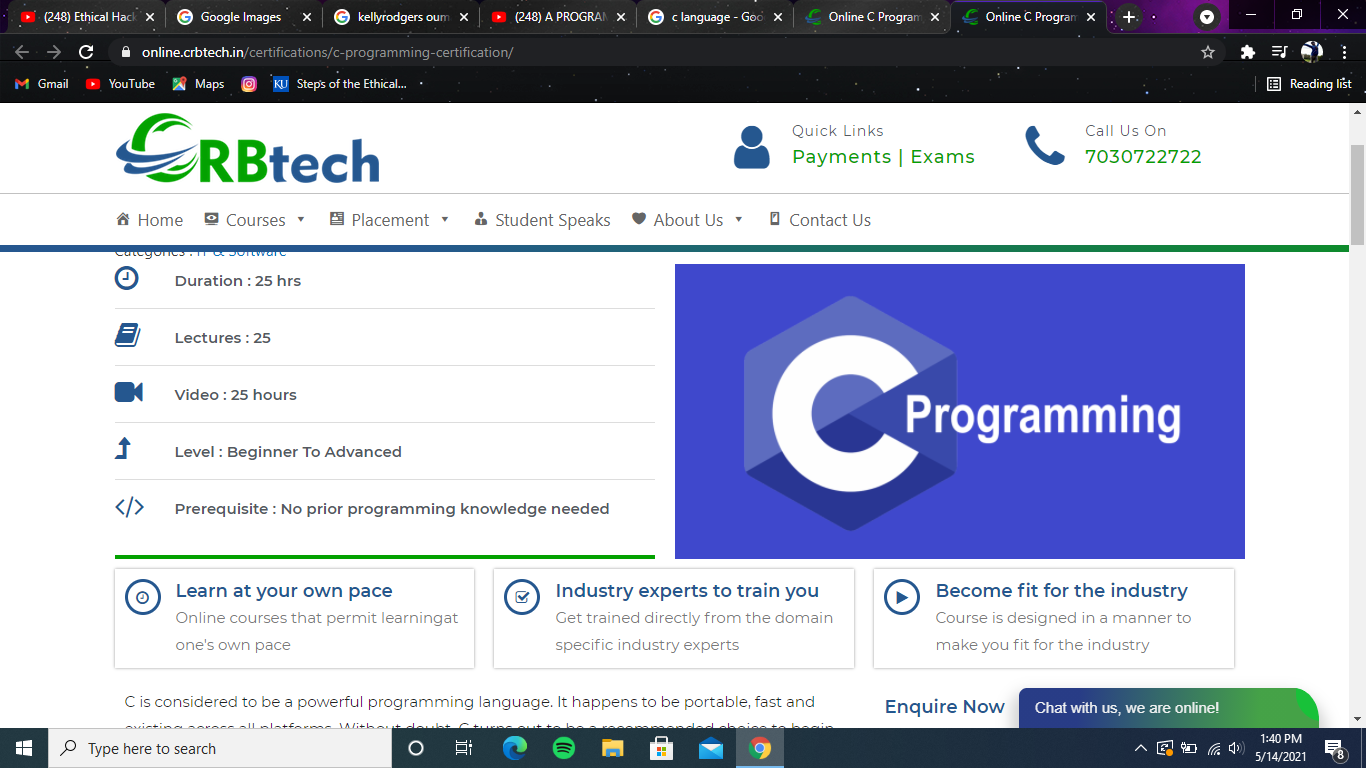 (248) Ethical Hack
Google Images
kellyrodgers oum
(248) A PROGRAM
c language - Goo
Online C Program
Online C Program
online.crbtech.in/certifications/c-programming-certification/
Gmail
YouTube
Maps
KU
Steps of the Ethical...
Reading list
CRBtech
Quick Links
Payments | Exams
Call Us On
7030722722
Home
Courses
Placement
Student Speaks
About Us
Contact Us
Categories : IT & Software
Duration : 25 hrs
Lectures : 25
Video : 25 hours
Level : Beginner To Advanced
Prerequisite : No prior programming knowledge needed
C Programming
Learn at your own pace
Online courses that permit learningat
one's own pace
Industry experts to train you
Get trained directly from the domain
specific industry experts
Become fit for the industry
Course is designed in a manner to
make you fit for the industry
C is considered to be a powerful programming language. It happens to be portable, fast and
existing across all platforms. Without doubt, C turns out to be a recommended choice to begin
Enquire Now
Chat with us, we are online!
Type here to search
1:40 PM
5/14/2021
8